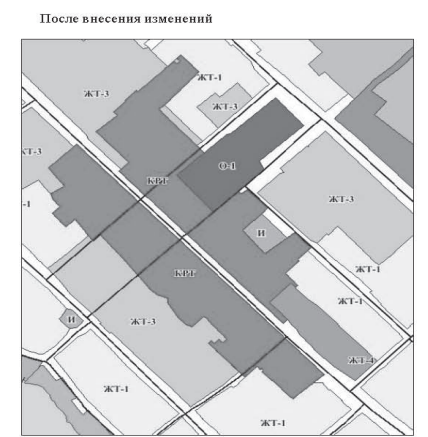 После внесения изменений
ЖТ-1
ЖТ-3
ЖТ-3
О-1
ЖТ-3
КРТ
ЖТ-3
-1
И
КРТ
ЖТ-1
ЖТ-1
И
ЖТ-3
ЖТ-4
ЖТ-1
ЖТ-1